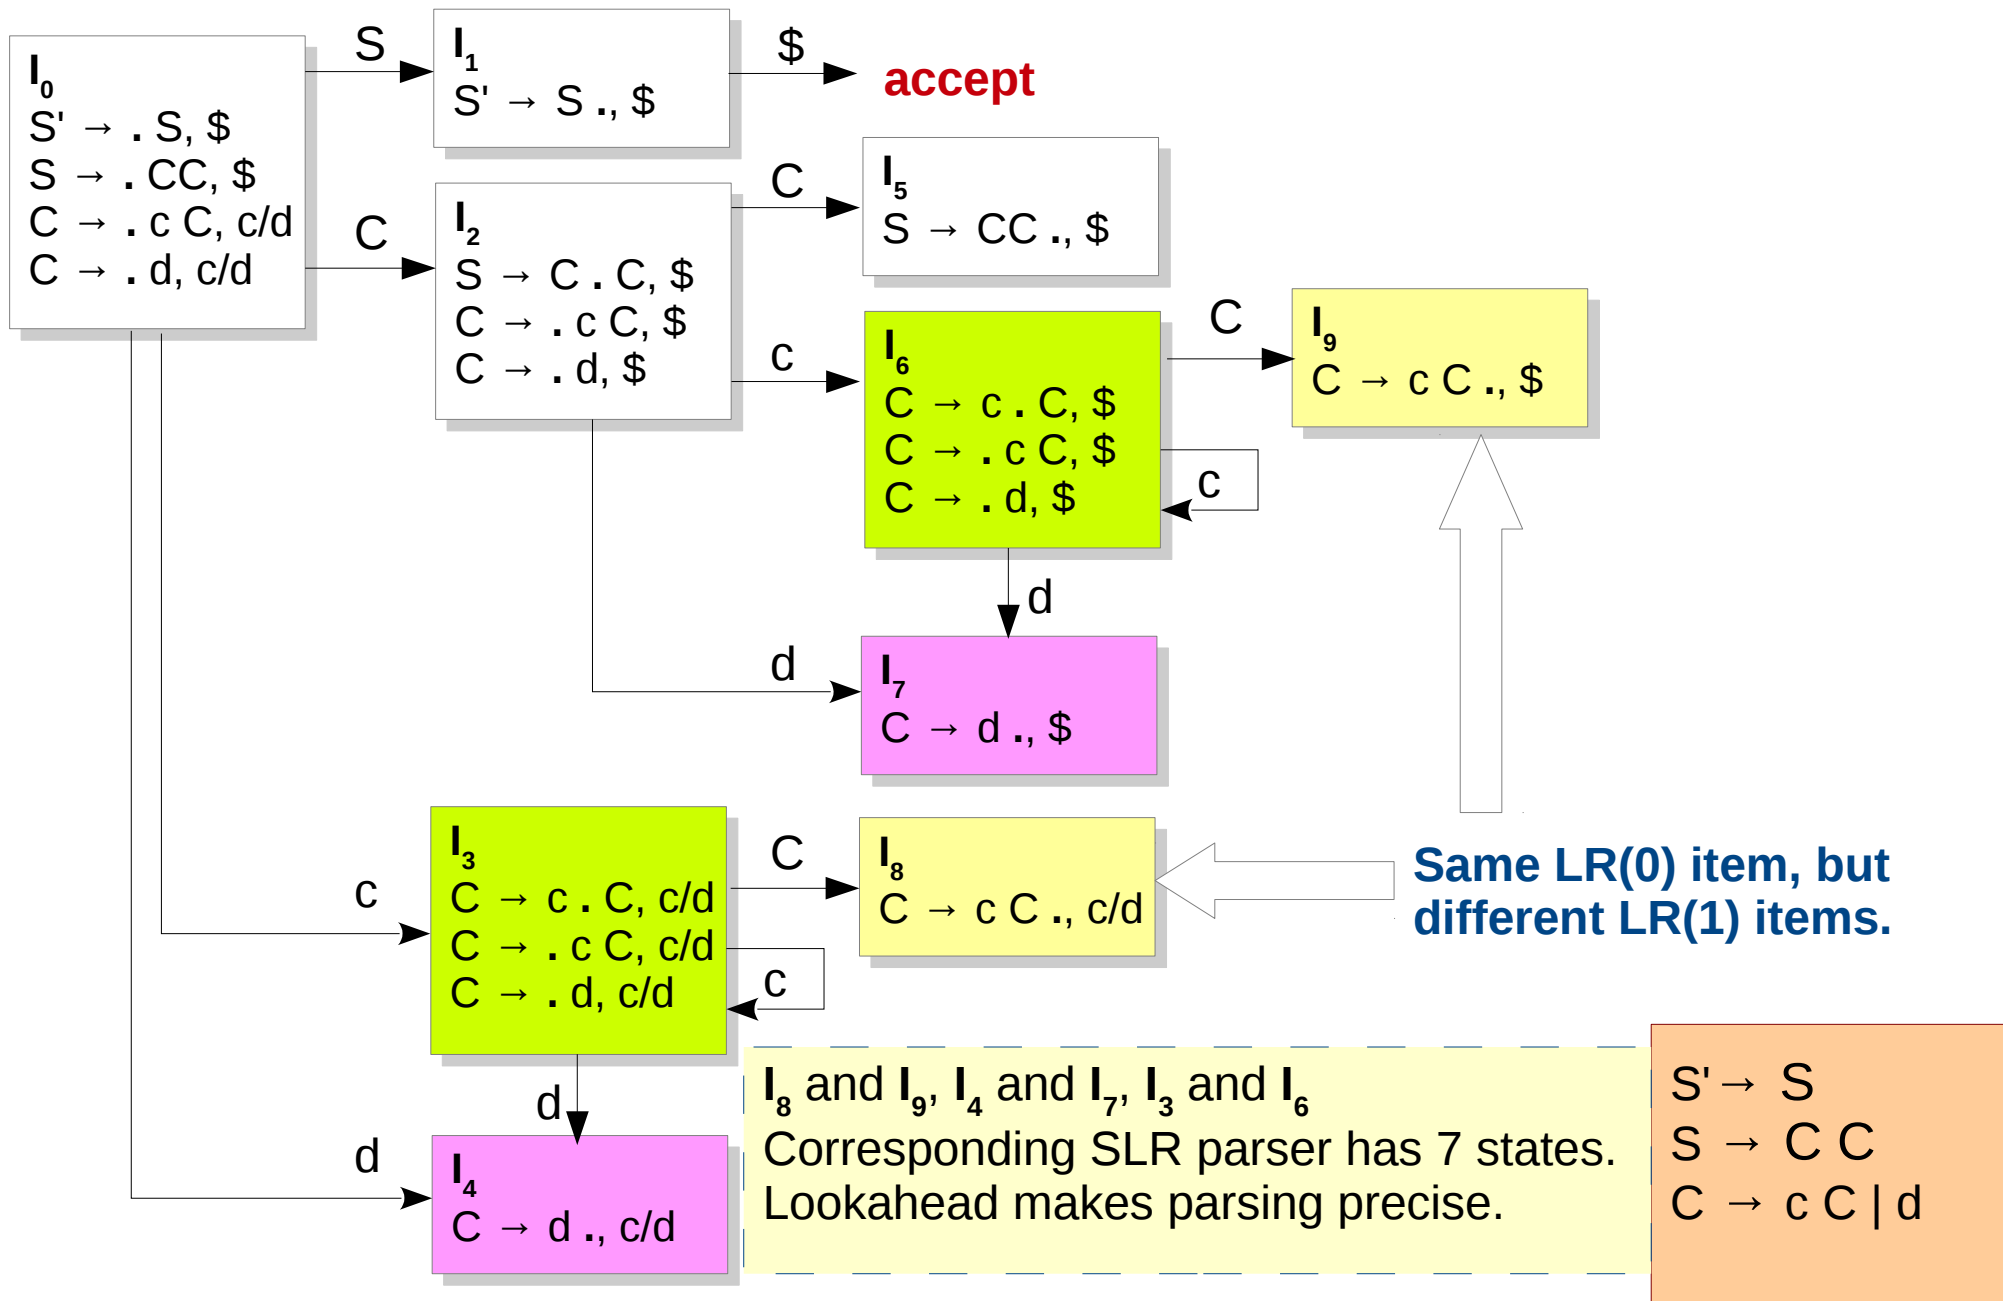 I0
S' → . S, $
S → . CC, $
C → . c C, c/d
C → . d, c/d
S
I1
S' → S ., $
$
accept
C
I2
S → C . C, $
C → . c C, $
C → . d, $
C
I5
S → CC ., $
c
I6
C → c . C, $
C → . c C, $
C → . d, $
c
C
I9
C → c C ., $
d
d
I7
C → d ., $
c
I3
C → c . C, c/d
C → . c C, c/d
C → . d, c/d
c
C
I8
C → c C ., c/d
Same LR(0) item, but
different LR(1) items.
d
d
I4
C → d ., c/d
I8 and I9, I4 and I7, I3 and I6
Corresponding SLR parser has 7 states.
Lookahead makes parsing precise.
S' → S
S → C C
C → c C | d